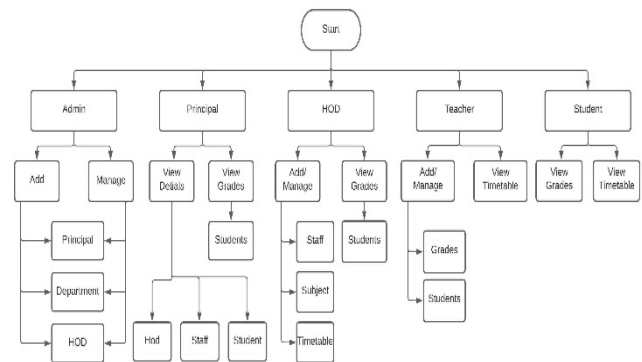 Start
Admin
Principal
HOD
Teacher
Student
Add
Manage
View
Detials
View
Grades
Add/
Manage
View
Grades
Add/
Manage
View
Timetable
View
Grades
View
Timetable
Principal
Department
HOD
Students
Hod
Staff
Student
Staff
Subject
Timetable
Students
Grades
Students